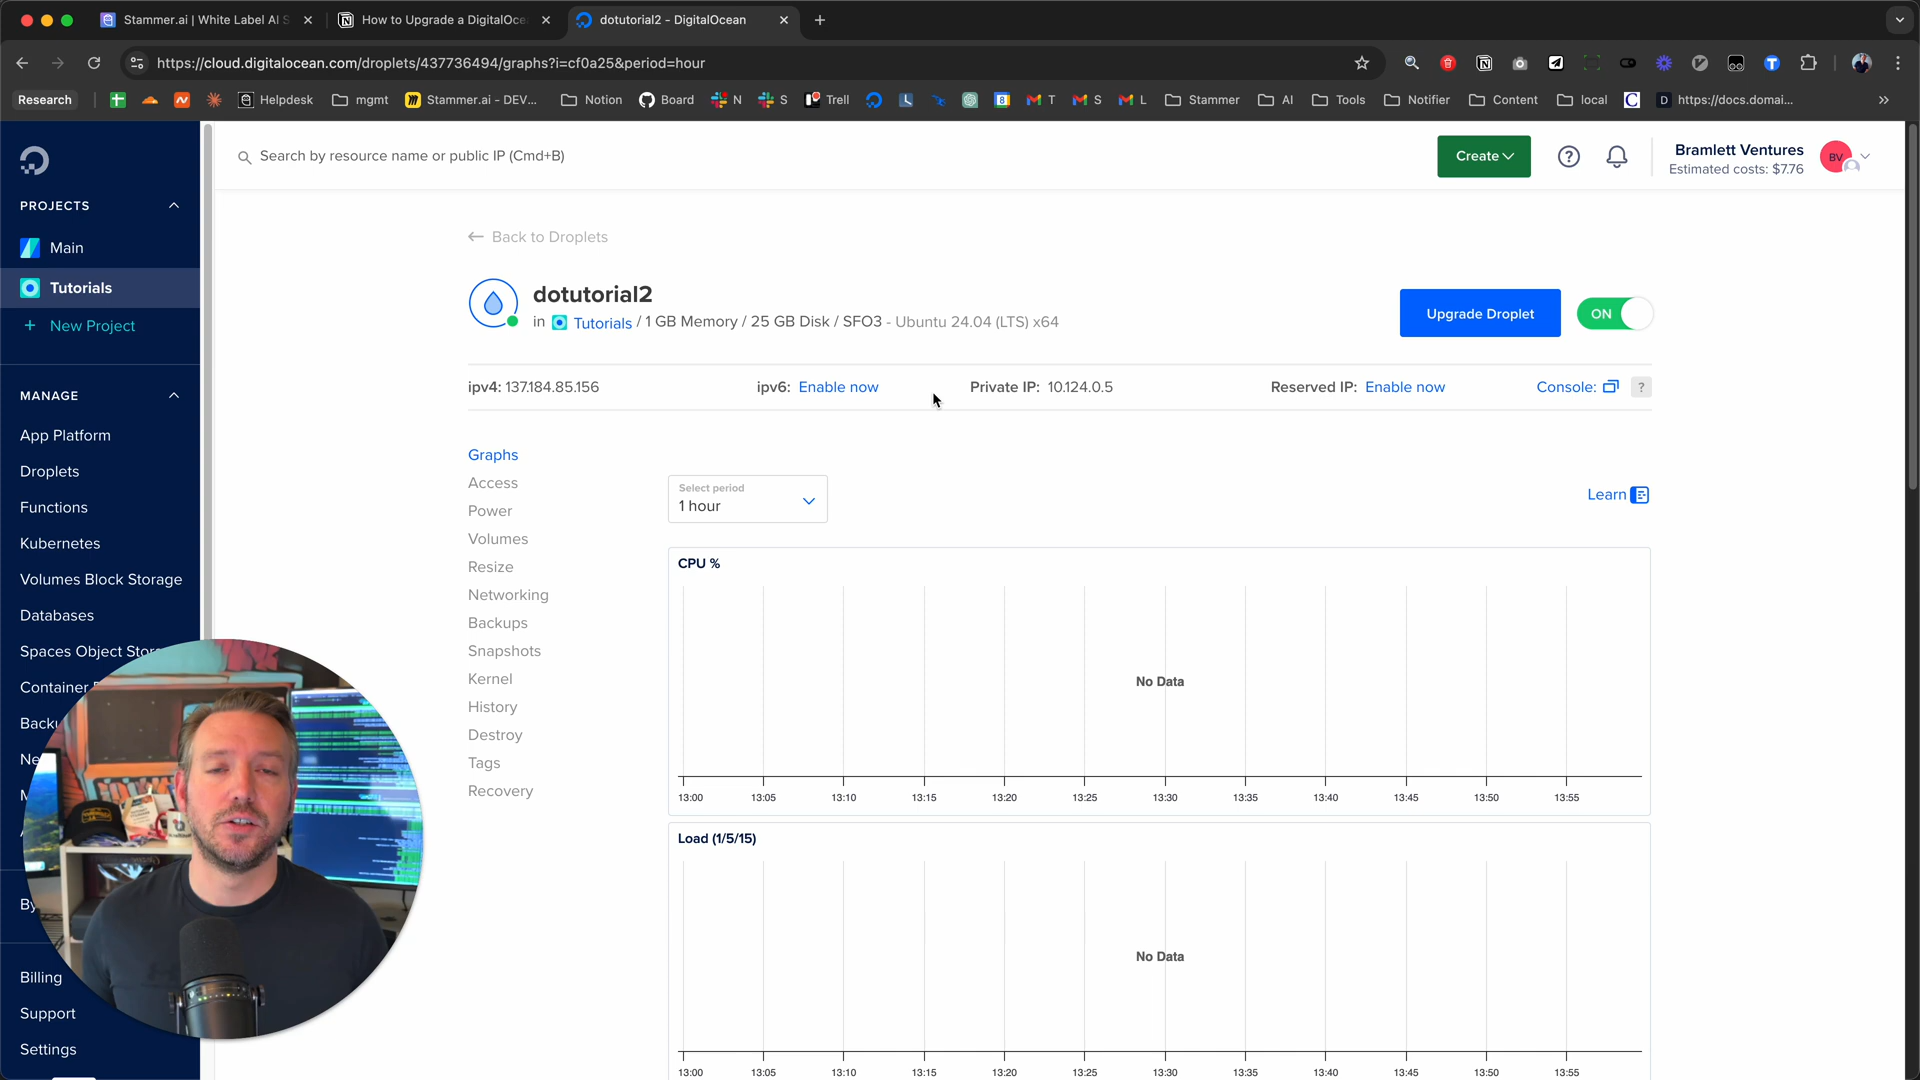 Stammer.ai | White Label AI S
How to Upgrade a DigitalOce
dotutorial2 - DigitalOcean
https://cloud.digitalocean.com/droplets/437736494/graphs?i=cf0a25&period=hour
Research
Helpdesk
mgmt
Stammer.ai - DEV...
Notion
Board
N
S
Trell
T
S
L
Stammer
AI
Tools
Notifier
Content
local
https://docs.domai...
Search by resource name or public IP (Cmd+B)
Create
Bramlett Ventures
Estimated costs: $7.76
BV
PROJECTS
Main
Tutorials
+ New Project
MANAGE
App Platform
Droplets
Functions
Kubernetes
Volumes Block Storage
Databases
Spaces Object Stor
Container
Back
Ne
By
Billing
Support
Settings
← Back to Droplets
dotutorial2
in Tutorials / 1 GB Memory / 25 GB Disk / SFO3 - Ubuntu 24.04 (LTS) x64
Upgrade Droplet
ON
ipv4: 137.184.85.156
ipv6: Enable now
Private IP: 10.124.0.5
Reserved IP: Enable now
Console:
?
Graphs
Access
Power
Volumes
Resize
Networking
Backups
Snapshots
Kernel
History
Destroy
Tags
Recovery
Select period
1 hour
Learn
CPU %
No Data
13:00 13:05 13:10 13:15 13:20 13:25 13:30 13:35 13:40 13:45 13:50 13:55
Load (1/5/15)
No Data
13:00 13:05 13:10 13:15 13:20 13:25 13:30 13:35 13:40 13:45 13:50 13:55